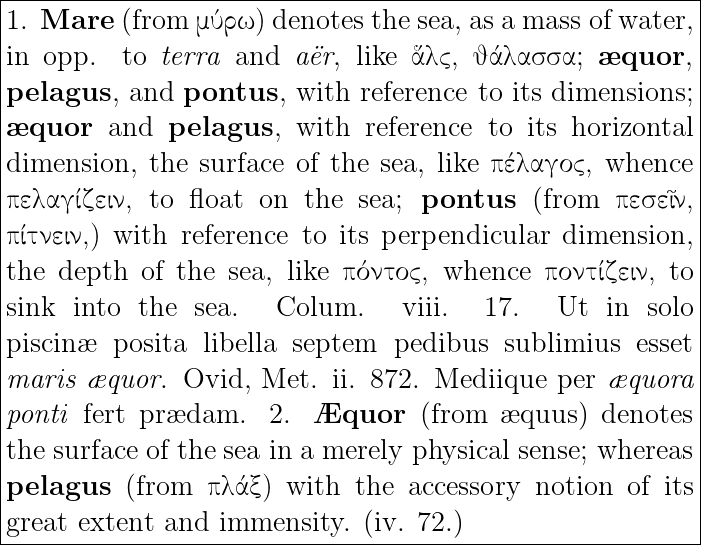 1. Mare (from μύρω) denotes the sea, as a mass of water,
in opp. to terra and aër, like ἅλς, ϑάλασσα; æquor,
pelagus, and pontus, with reference to its dimensions;
æquor and pelagus, with reference to its horizontal
dimension, the surface of the sea, like πέλαγος, whence
πελαγίζειν, to float on the sea; pontus (from πεσεῖν,
πίτνειν,) with reference to its perpendicular dimension,
the depth of the sea, like πόντος, whence ποντίζειν, to
sink into the sea. Colum. viii. 17. Ut in solo
piscinæ posita libella septem pedibus sublimius esset
maris æquor. Ovid, Met. ii. 872. Mediique per æquora
ponti fert prædam. 2. Æquor (from æquus) denotes
the surface of the sea in a merely physical sense; whereas
pelagus (from πλάξ) with the accessory notion of its
great extent and immensity. (iv. 72.)